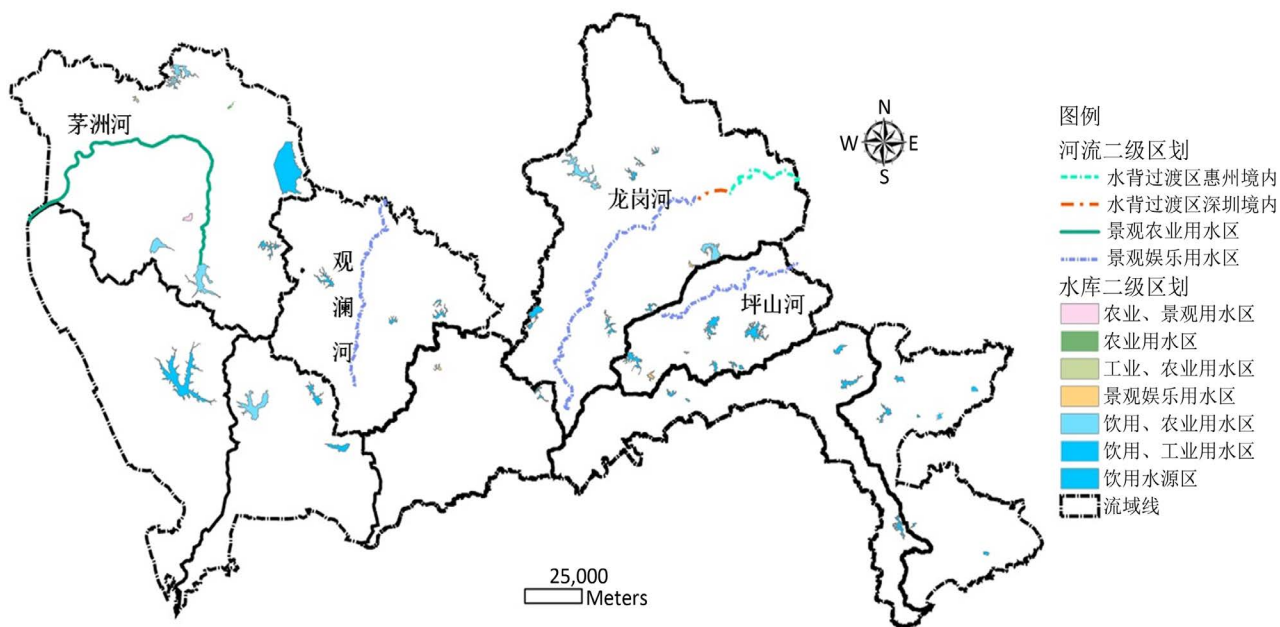 茅洲河
观澜河
龙岗河
坪山河
N
W E
S
25,000
Meters
图例
河流二级区划
水背过渡区惠州境内
水背过渡区深圳境内
景观农业用水区
景观娱乐用水区
水库二级区划
农业、景观用水区
农业用水区
工业、农业用水区
景观娱乐用水区
饮用、农业用水区
饮用、工业用水区
饮用水源区
流域线